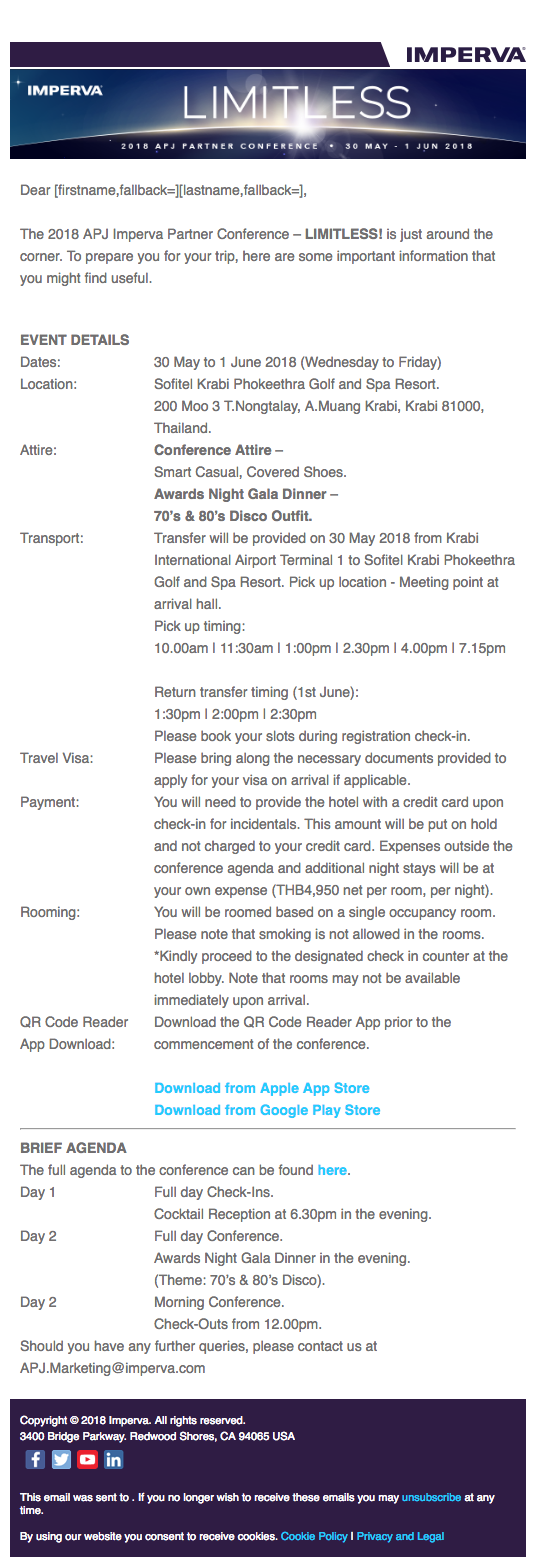 IMPERVA
IMPERVA
LIMITLESS
2018 APJ PARTNER CONFERENCE • 30 MAY - 1 JUN 2018
Dear [firstname,fallback=][lastname,fallback=],
The 2018 APJ Imperva Partner Conference – LIMITLESS! is just around the
corner. To prepare you for your trip, here are some important information that
you might find useful.
EVENT DETAILS
Dates: 30 May to 1 June 2018 (Wednesday to Friday)
Location: Sofitel Krabi Phokeethra Golf and Spa Resort.
200 Moo 3 T.Nongtalay, A.Muang Krabi, Krabi 81000,
Thailand.
Attire: Conference Attire –
Smart Casual, Covered Shoes.
Awards Night Gala Dinner –
70's & 80's Disco Outfit.
Transport: Transfer will be provided on 30 May 2018 from Krabi
International Airport Terminal 1 to Sofitel Krabi Phokeethra
Golf and Spa Resort. Pick up location - Meeting point at
arrival hall.
Pick up timing:
10.00am l 11:30am l 1:00pm l 2.30pm l 4.00pm l 7.15pm
Return transfer timing (1st June):
1:30pm l 2:00pm l 2:30pm
Please book your slots during registration check-in.
Travel Visa: Please bring along the necessary documents provided to
apply for your visa on arrival if applicable.
Payment: You will need to provide the hotel with a credit card upon
check-in for incidentals. This amount will be put on hold
and not charged to your credit card. Expenses outside the
conference agenda and additional night stays will be at
your own expense (THB4,950 net per room, per night).
Rooming: You will be roomed based on a single occupancy room.
Please note that smoking is not allowed in the rooms.
*Kindly proceed to the designated check in counter at the
hotel lobby. Note that rooms may not be available
immediately upon arrival.
QR Code Reader Download the QR Code Reader App prior to the
App Download: commencement of the conference.
Download from Apple App Store
Download from Google Play Store
BRIEF AGENDA
The full agenda to the conference can be found here.
Day 1 Full day Check-Ins.
Cocktail Reception at 6.30pm in the evening.
Day 2 Full day Conference.
Awards Night Gala Dinner in the evening.
(Theme: 70's & 80's Disco).
Day 2 Morning Conference.
Check-Outs from 12.00pm.
Should you have any further queries, please contact us at
APJ.Marketing@imperva.com
Copyright © 2018 Imperva. All rights reserved.
3400 Bridge Parkway. Redwood Shores, CA 94065 USA
This email was sent to . If you no longer wish to receive these emails you may unsubscribe at any
time.
By using our website you consent to receive cookies. Cookie Policy l Privacy and Legal